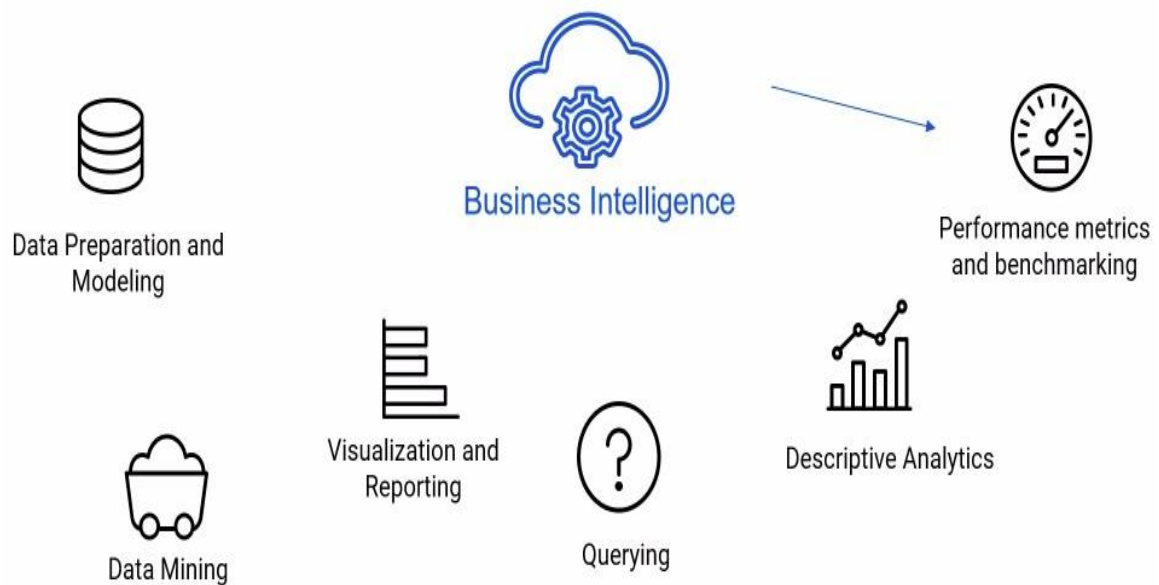 Business Intelligence
Data Preparation and
Modeling
Performance metrics
and benchmarking
Visualization and
Reporting
Descriptive Analytics
?
Querying
Data Mining